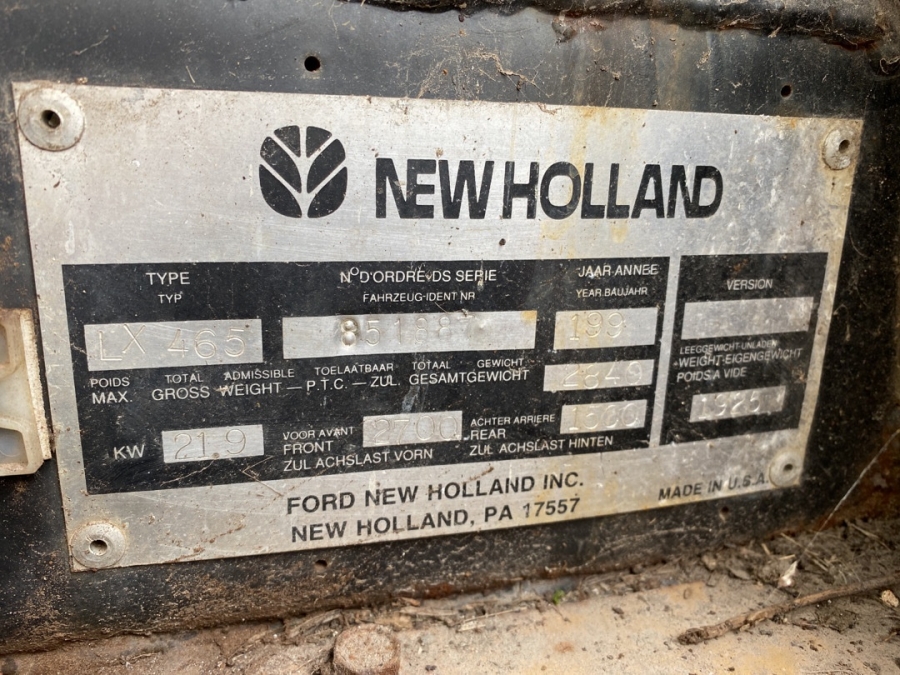 NEW HOLLAND
TYPE
TYP
NºD'ORDRE-DS SERIE
FAHRZEUG-IDENT NR
JAAR ANNEE
YEAR BAUJAHR
VERSION
LX 465
199
POIDS TOTAL ADMISSIBLE TOELAATBAAR TOTAAL GEWICHT
MAX. GROSS WEIGHT — P.T.C. — ZUL. GESAMTGEWICHT
LEEGGEWICHT-UNLADEN
-WEIGHT-EIGENGEWICHT
POIDS A VIDE
KW 21.9
VOOR AVANT
FRONT
ZUL ACHSLAST VORN
2700
ACHTER ARRIERE
REAR
ZUL ACHSLAST HINTEN
FORD NEW HOLLAND INC.
NEW HOLLAND, PA 17557
MADE IN U.S.A.